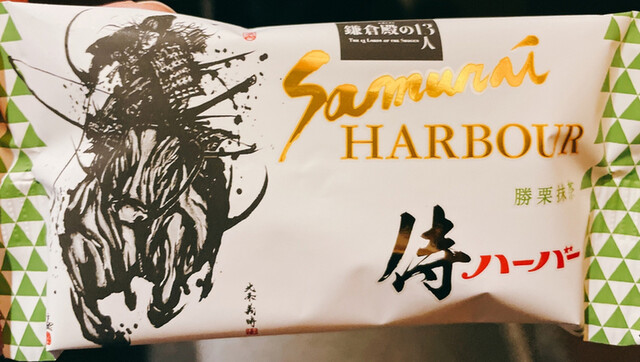 鎌倉殿の13人
THE 13 LORDS OF THE SHOGUN
Samurai
HARBOUR
勝栗抹茶
侍ハーバー